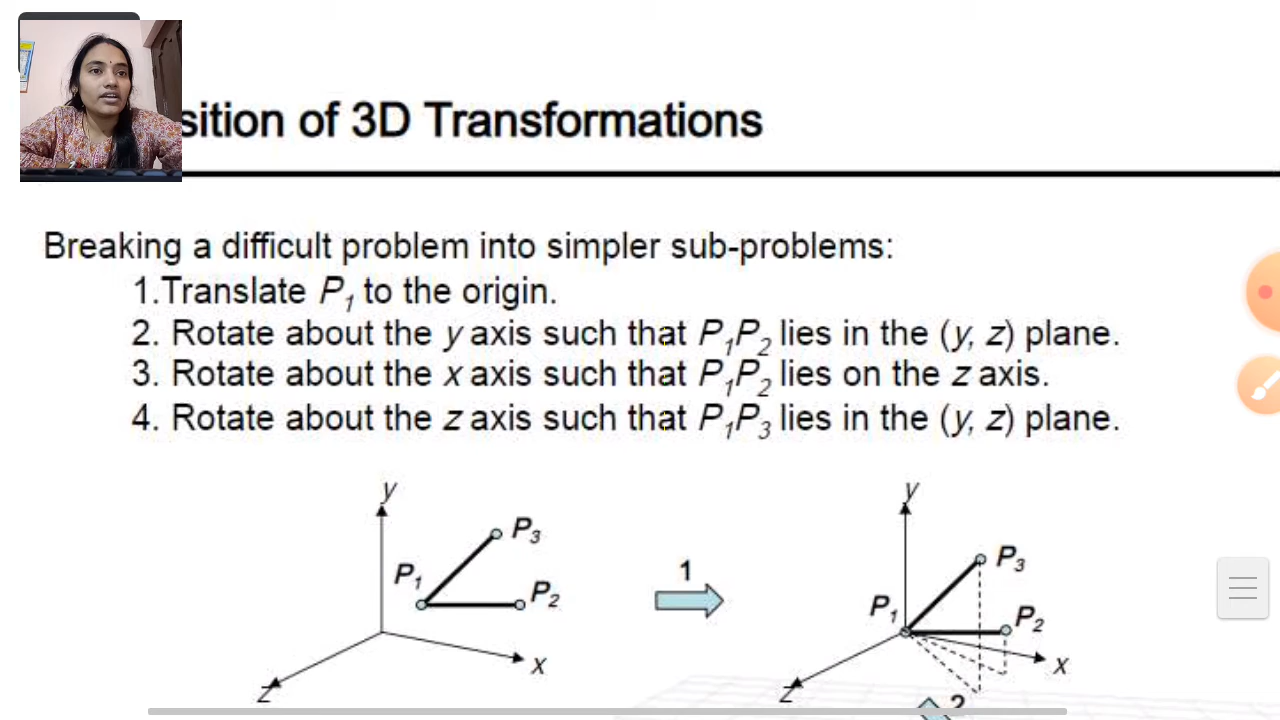 sition of 3D Transformations
Breaking a difficult problem into simpler sub-problems:
1.Translate P1 to the origin.
2. Rotate about the y axis such that P1P2 lies in the (y, z) plane.
3. Rotate about the x axis such that P1P2 lies on the z axis.
4. Rotate about the z axis such that P1P3 lies in the (y, z) plane.
y
P3
P1
P2
x
z
1
y
P3
P1
P2
x
z
2